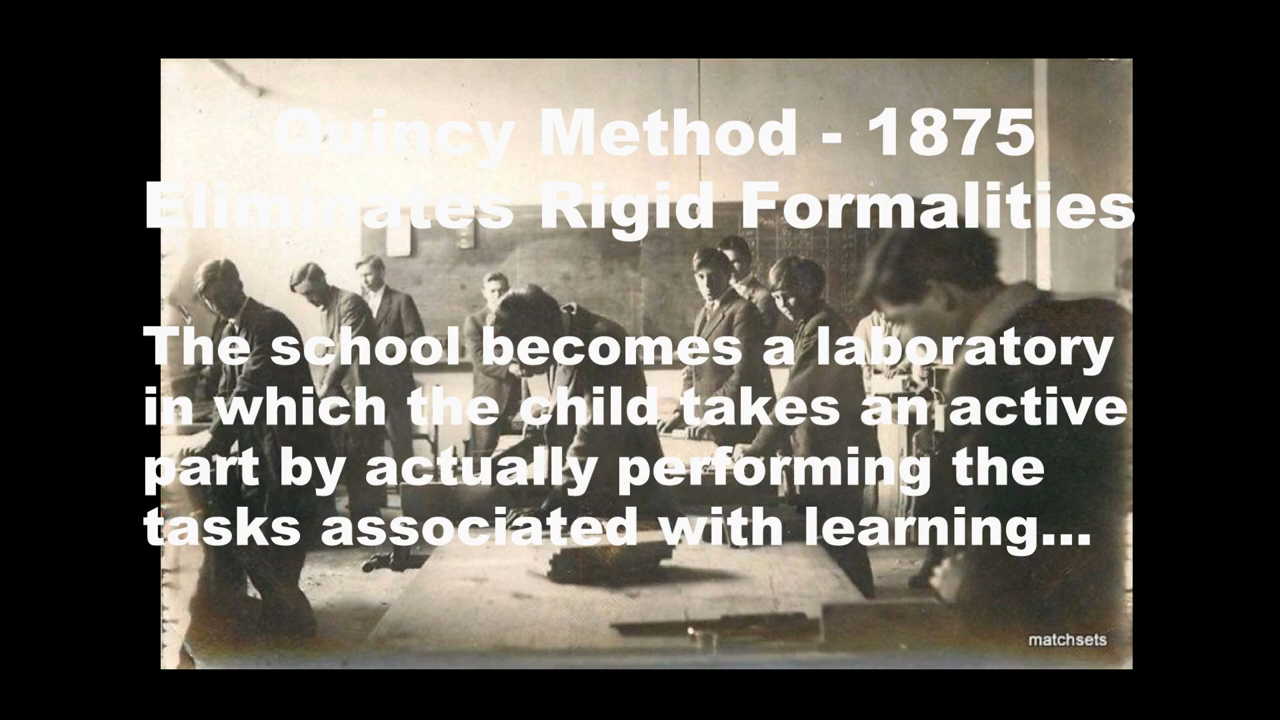 Quincy Method - 1875
Eliminates Rigid Formalities
The school becomes a laboratory
in which the child takes an active
part by actually performing the
tasks associated with learning...
matchsets